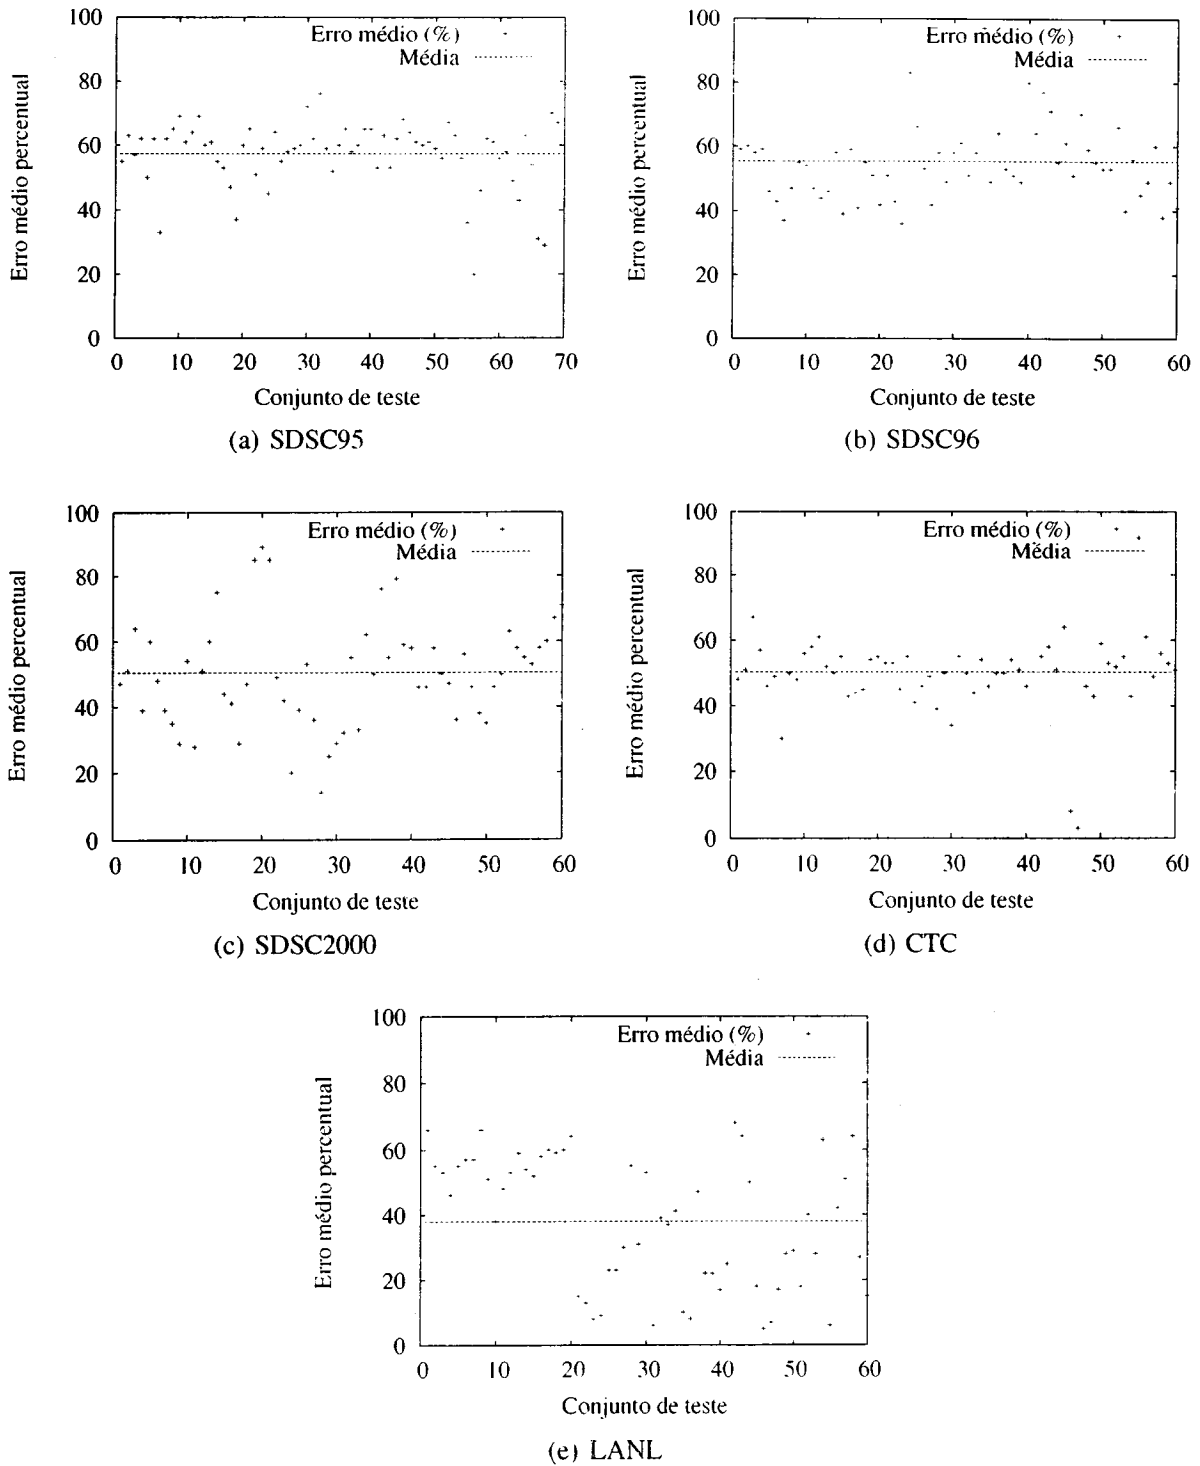 Erro médio (%)
Média
Erro médio percentual
100
80
60
40
20
0
0 10 20 30 40 50 60 70
Conjunto de teste
(a) SDSC95
Erro médio (%)
Média
Erro médio percentual
100
80
60
40
20
0
0 10 20 30 40 50 60
Conjunto de teste
(b) SDSC96
Erro médio (%)
Média
Erro médio percentual
100
80
60
40
20
0
0 10 20 30 40 50 60
Conjunto de teste
(c) SDSC2000
Erro médio (%)
Média
Erro médio percentual
100
80
60
40
20
0
0 10 20 30 40 50 60
Conjunto de teste
(d) CTC
Erro médio (%)
Média
Erro médio percentual
100
80
60
40
20
0
0 10 20 30 40 50 60
Conjunto de teste
(e) LANL